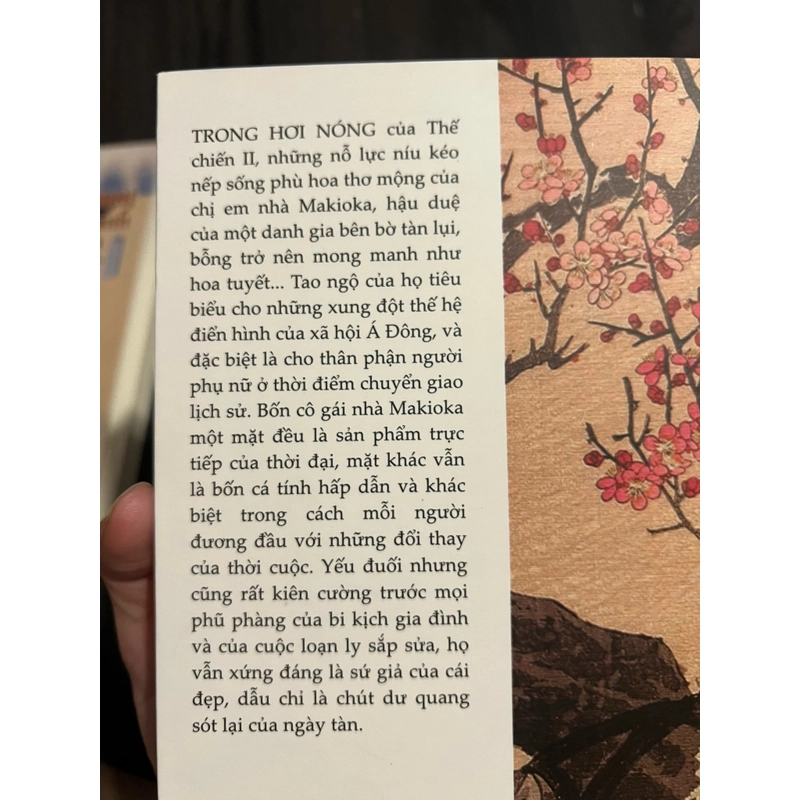 TRONG HƠI NÓNG của Thế
chiến II, những nỗ lực níu kéo
nếp sống phù hoa thơ mộng của
chị em nhà Makioka, hậu duệ
của một danh gia bên bờ tàn lụi,
bỗng trở nên mong manh như
hoa tuyết... Tao ngộ của họ tiêu
biểu cho những xung đột thế hệ
điển hình của xã hội Á Đông, và
đặc biệt là cho thân phận người
phụ nữ ở thời điểm chuyển giao
lịch sử. Bốn cô gái nhà Makioka
một mặt đều là sản phẩm trực
tiếp của thời đại, mặt khác vẫn
là bốn cá tính hấp dẫn và khác
biệt trong cách mỗi người
đương đầu với những đổi thay
của thời cuộc. Yếu đuối nhưng
cũng rất kiên cường trước mọi
phũ phàng của bi kịch gia đình
và của cuộc loạn ly sắp sửa, họ
vẫn xứng đáng là sứ giả của cái
đẹp, dẫu chỉ là chút dư quang
sót lại của ngày tàn.